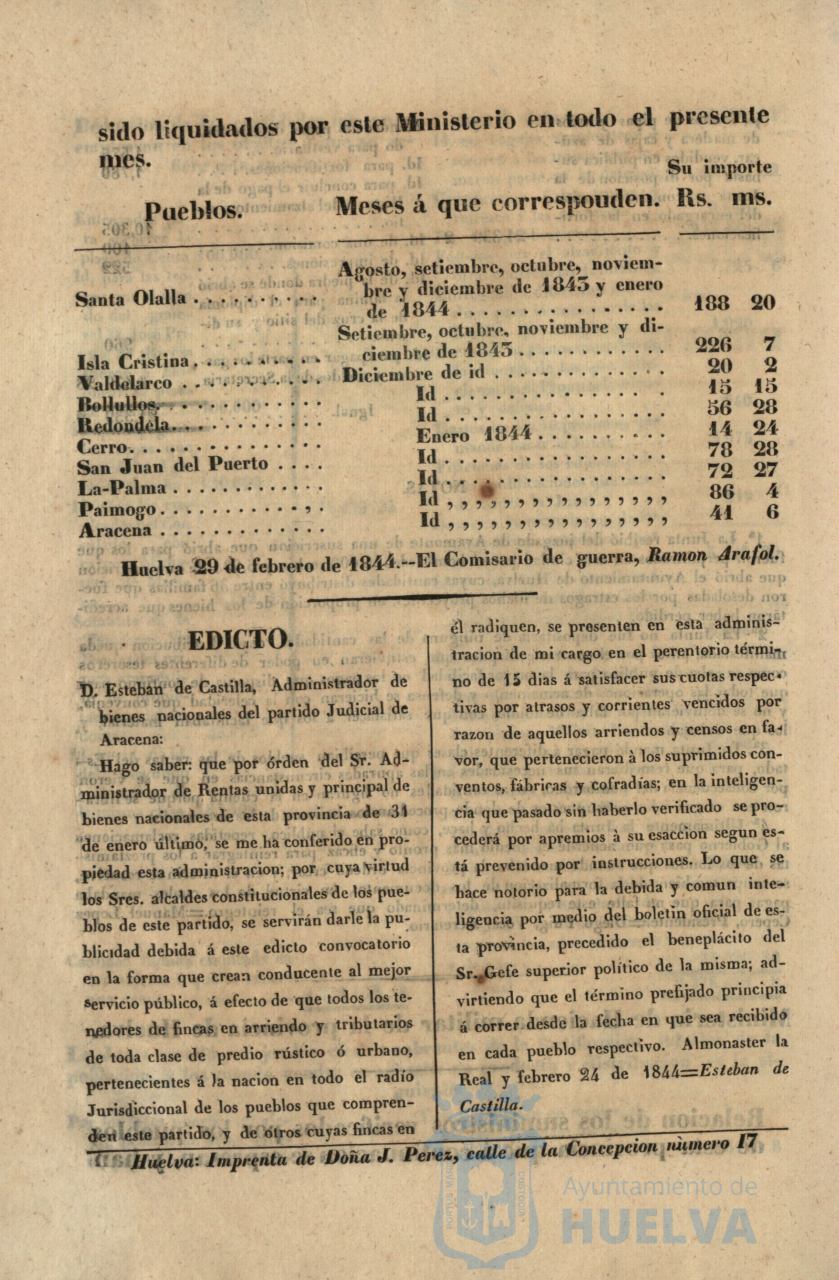 sido liquidados por este Ministerio en todo el presente
mes.
Su importe
Pueblos. Meses á que correspouden. Rs. ms.
Santa Olalla . . . . . . . . . Agosto, setiembre, octubre, noviem-
bre y diciembre de 1843 y enero
de 1844 . . . . . . . . . . . . . . . . 188 20
Isla Cristina . . . . . . . . . Setiembre, octubre, noviembre y di-
ciembre de 1843 . . . . . . . . . . . 226 7
Valdelarco . . . . . . . . . . Diciembre de id . . . . . . . . . . . . . 20 2
Bollullos. . . . . . . . . . . Id . . . . . . . . . . . . . . . . 15 15
Redondela. . . . . . . . . . . Id . . . . . . . . . . . . . . . . . 56 28
Cerro. . . . . . . . . . . . . Enero 1844 . . . . . . . . . . 14 24
San Juan del Puerto . . . . Id . . . . . . . . . . . . . . . . . 78 28
La-Palma . . . . . . . . . . . Id . . . . . . . . . . . . . . . . . 72 27
Paimogo . . . . . . . . . . , . Id , , , , , , , , , , , , , , , , , 86 4
Aracena . . . . . . . . . . . . Id , , , , , , , , , , , , , , , , , 41 6
Huelva 29 de febrero de 1844.--El Comisario de guerra, Ramon Arafol.
EDICTO.
D. Esteban de Castilla, Administrador de
bienes nacionales del partido Judicial de
Aracena:
Hago saber: que por órden del Sr. Ad-
ministrador de Rentas unidas y principal de
bienes nacionales de esta provincia de 31
de enero último, se me ha conferido en pro-
piedad esta administracion; por cuya virtud
los Sres. alcaldes constitucionales de los pue-
blos de este partido, se servirán darle la pu-
blicidad debida á este edicto convocatorio
en la forma que crean conducente al mejor
servicio público, á efecto de que todos los te-
nedores de fincas en arriendo y tributarios
de toda clase de predio rústico ó urbano,
pertenecientes á la nacion en todo el radio
Jurisdiccional de los pueblos que compren-
den este partido, y de otros cuyas fincas en
él radiquen, se presenten en esta adminis-
tracion de mi cargo en el perentorio térmi-
no de 15 dias á satisfacer sus cuotas respec-
tivas por atrasos y corrientes vencidos por
razon de aquellos arriendos y censos en fa-
vor, que pertenecieron à los suprimidos con-
ventos, fábricas y cofradías; en la inteligen-
cia que pasado sin haberlo verificado se pro-
cederá por apremios à su esaccion segun es-
tá prevenido por instrucciones. Lo que se
hace notorio para la debida y comun inte-
ligencia por medio del boletin oficial de es-
ta provincia, precedido el beneplácito del
Sr. Gefe superior político de la misma; ad-
virtiendo que el término prefijado principia
á correr desde la fecha en que sea recibido
en cada pueblo respectivo. Almonaster la
Real y febrero 24 de 1844=Esteban de
Castilla.
Huelva: Imprenta de Doña J. Perez, calle de la Concepcion nùmero 17
Ayuntamiento de
HUELVA